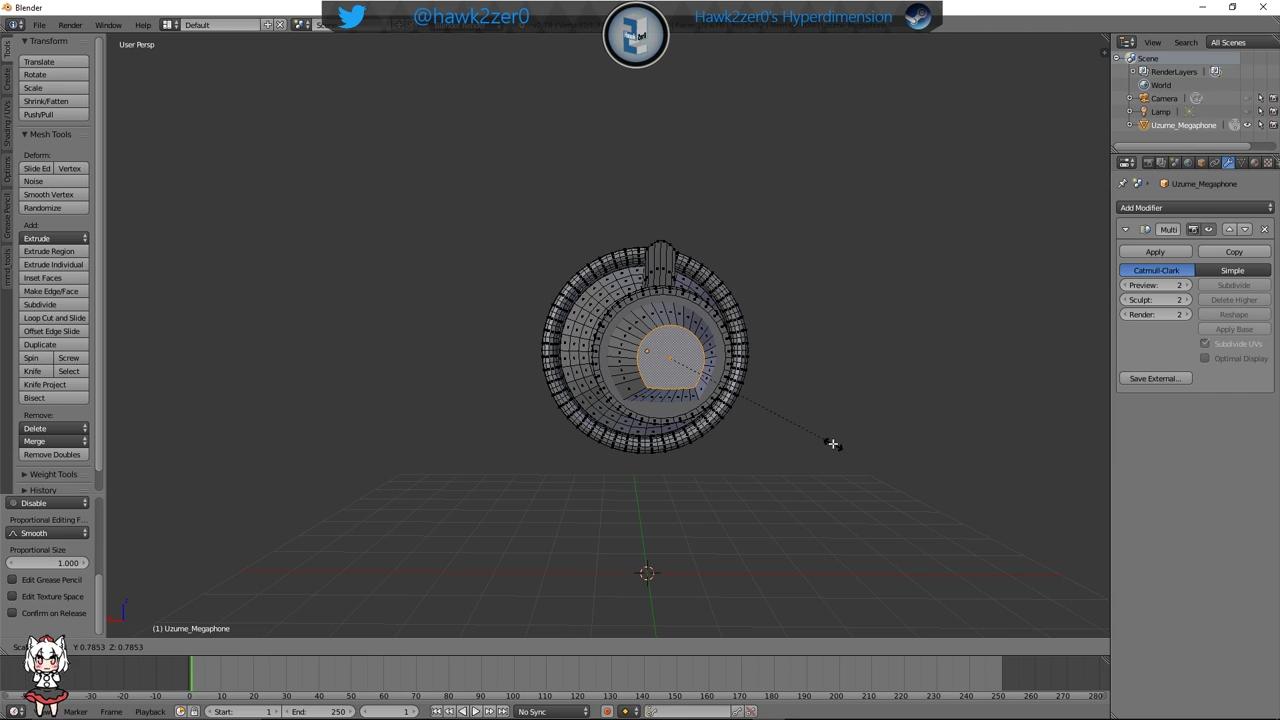 Blender
File Render Window Help
Default
@hawk2zer0
Hawk2zer0's Hyperdimension
User Persp
View Search All Scenes
Scene
RenderLayers
World
Camera
Lamp
Uzume_Megaphone
Uzume_Megaphone
Add Modifier
Multi
Apply Copy
Catmull-Clark Simple
Preview: 2 Subdivide
Sculpt: 2 Delete Higher
Render: 2 Reshape
Apply Base
Subdivide UVs
Optimal Display
Save External...
Tools
Create
Shading / UVs
Options
Grease Pencil
mmd_tools
Transform
Translate
Rotate
Scale
Shrink/Fatten
Push/Pull
Mesh Tools
Deform:
Slide Ed Vertex
Noise
Smooth Vertex
Randomize
Add:
Extrude
Extrude Region
Extrude Individual
Inset Faces
Make Edge/Face
Subdivide
Loop Cut and Slide
Offset Edge Slide
Duplicate
Spin Screw
Knife Select
Knife Project
Bisect
Remove:
Delete
Merge
Remove Doubles
Weight Tools
History
Disable
Proportional Editing F...
Smooth
Proportional Size
1.000
Edit Grease Pencil
Edit Texture Space
Confirm on Release
(1) Uzume_Megaphone
Y: 0.7853 Z: 0.7853
-30 -20 -10 0 10 20 30 40 50 60 70 80 90 100 110 120 130 140 150 160 170 180 190 200 210 220 230 240 250 260 270 280
Marker Frame Playback Start: 1 End: 250 1 No Sync